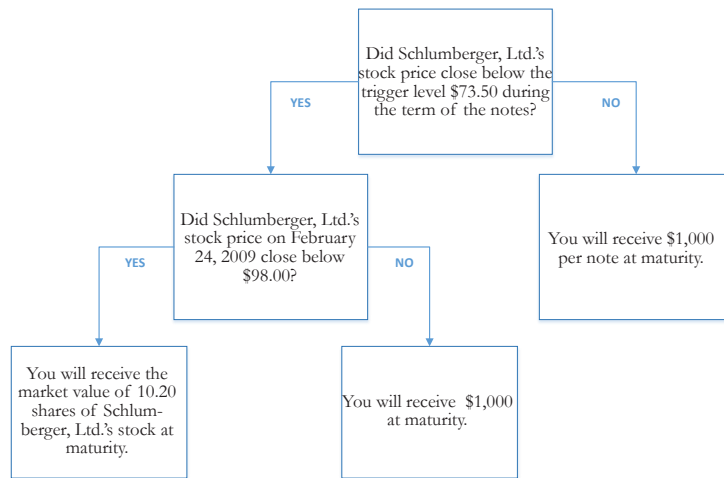 Did Schlumberger, Ltd.'s
stock price close below the
trigger level $73.50 during
the term of the notes?
YES
NO
Did Schlumberger, Ltd.'s
stock price on February
24, 2009 close below
$98.00?
You will receive $1,000
per note at maturity.
YES
NO
You will receive the
market value of 10.20
shares of Schlum-
berger, Ltd.'s stock at
maturity.
You will receive $1,000
at maturity.